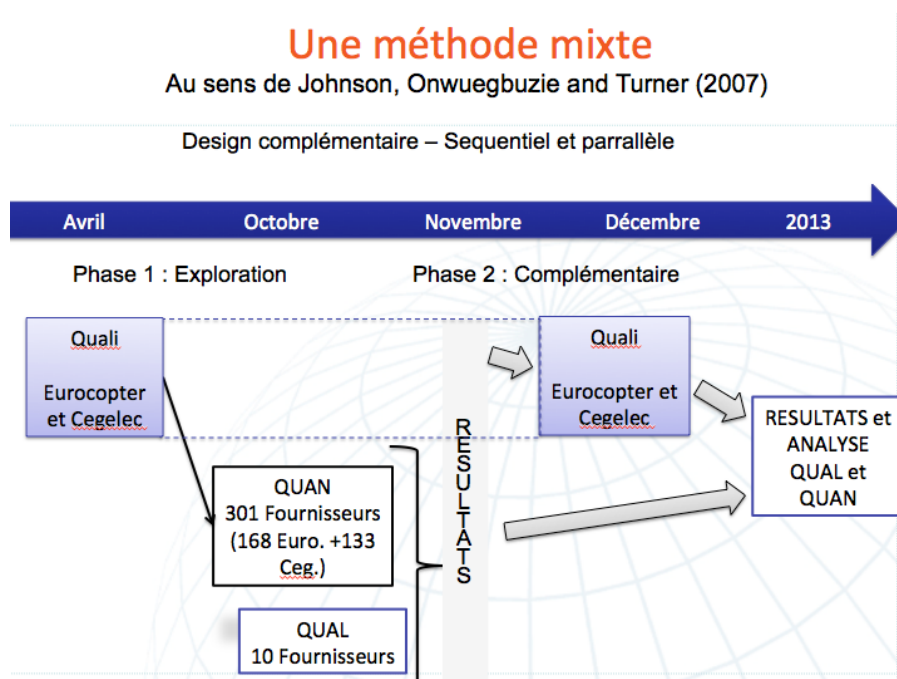 Une méthode mixte
Au sens de Johnson, Onwuegbuzie and Turner (2007)
Design complémentaire – Sequentiel et parrallèle
Avril Octobre Novembre Décembre 2013
Phase 1 : Exploration Phase 2 : Complémentaire
Quali
Eurocopter
et Cegelec
Quali
Eurocopter et
Cegelec
RESULTATS
RESULTATS et
ANALYSE
QUAL et
QUAN
QUAN
301 Fournisseurs
(168 Euro. +133
Ceg.)
QUAL
10 Fournisseurs